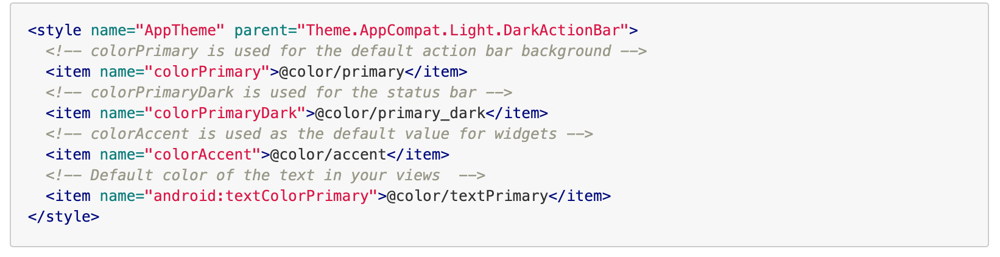 <style name="AppTheme" parent="Theme.AppCompat.Light.DarkActionBar">
  <!-- colorPrimary is used for the default action bar background -->
  <item name="colorPrimary">@color/primary</item>
  <!-- colorPrimaryDark is used for the status bar -->
  <item name="colorPrimaryDark">@color/primary_dark</item>
  <!-- colorAccent is used as the default value for widgets -->
  <item name="colorAccent">@color/accent</item>
  <!-- Default color of the text in your views  -->
  <item name="android:textColorPrimary">@color/textPrimary</item>
</style>